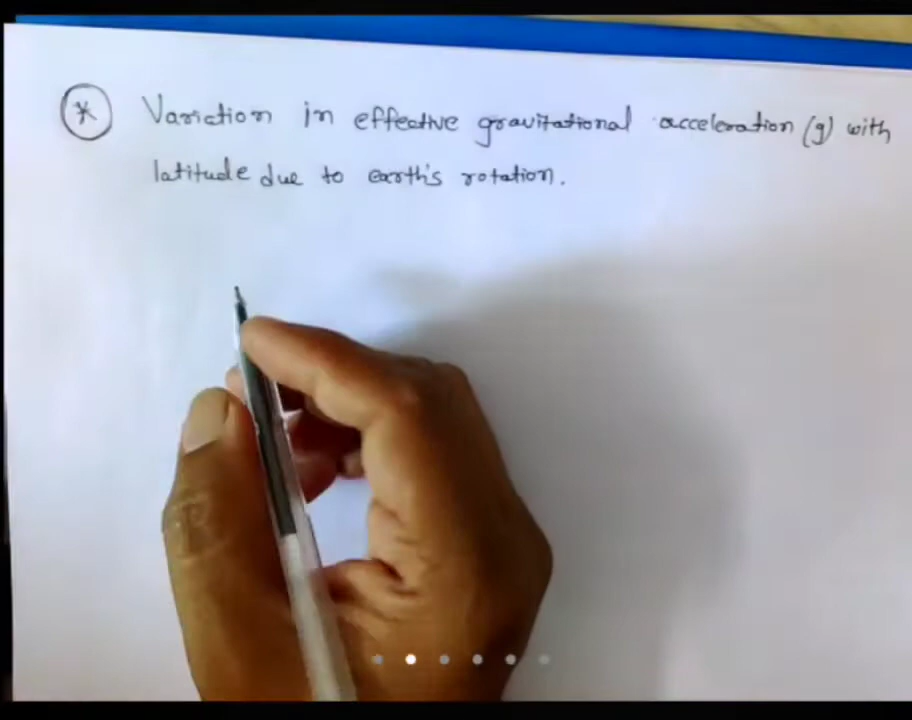 * Variation in effective gravitational acceleration (g) with
latitude due to earth's rotation.